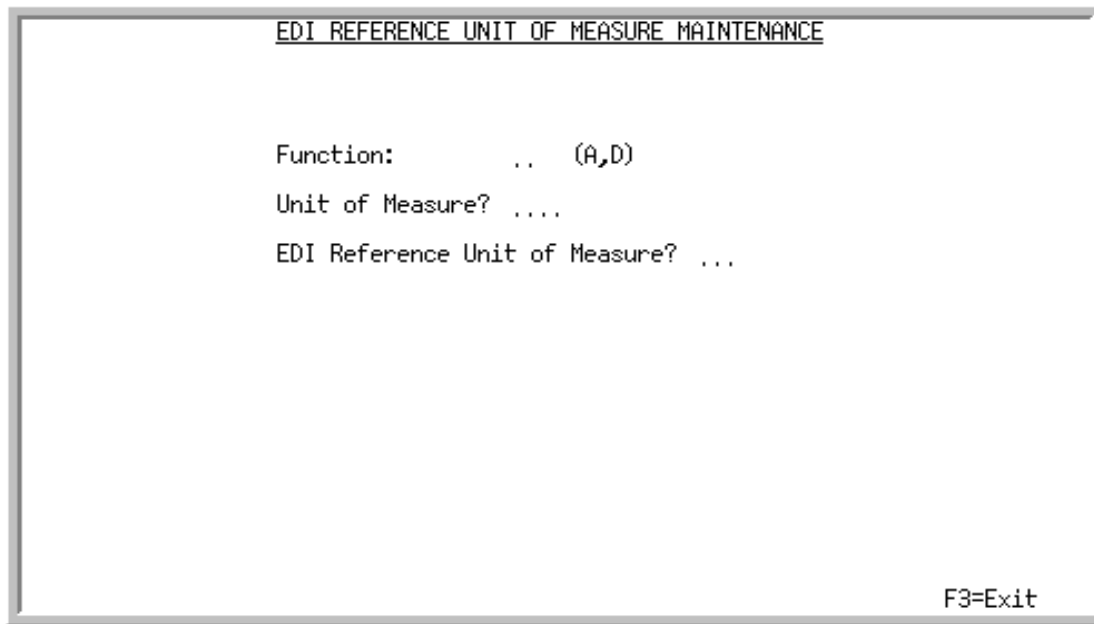 EDI REFERENCE UNIT OF MEASURE MAINTENANCE
Function: .. (A,D)
Unit of Measure? ....
EDI Reference Unit of Measure? ...
F3=Exit